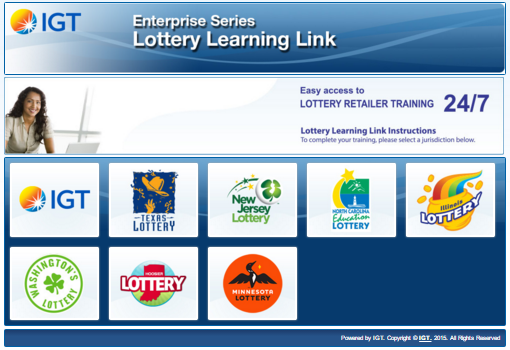 IGT
Enterprise Series
Lottery Learning Link
Easy access to
LOTTERY RETAILER TRAINING 24/7
Lottery Learning Link Instructions
To complete your training, please select a jurisdiction below.
IGT
TEXAS
LOTTERY
New
Jersey
Lottery
NORTH CAROLINA
Education
LOTTERY
Illinois
LOTTERY
WASHINGTON'S
LOTTERY
HOOSIER
LOTTERY
MINNESOTA
LOTTERY
Powered by IGT. Copyright © IGT. 2015. All Rights Reserved